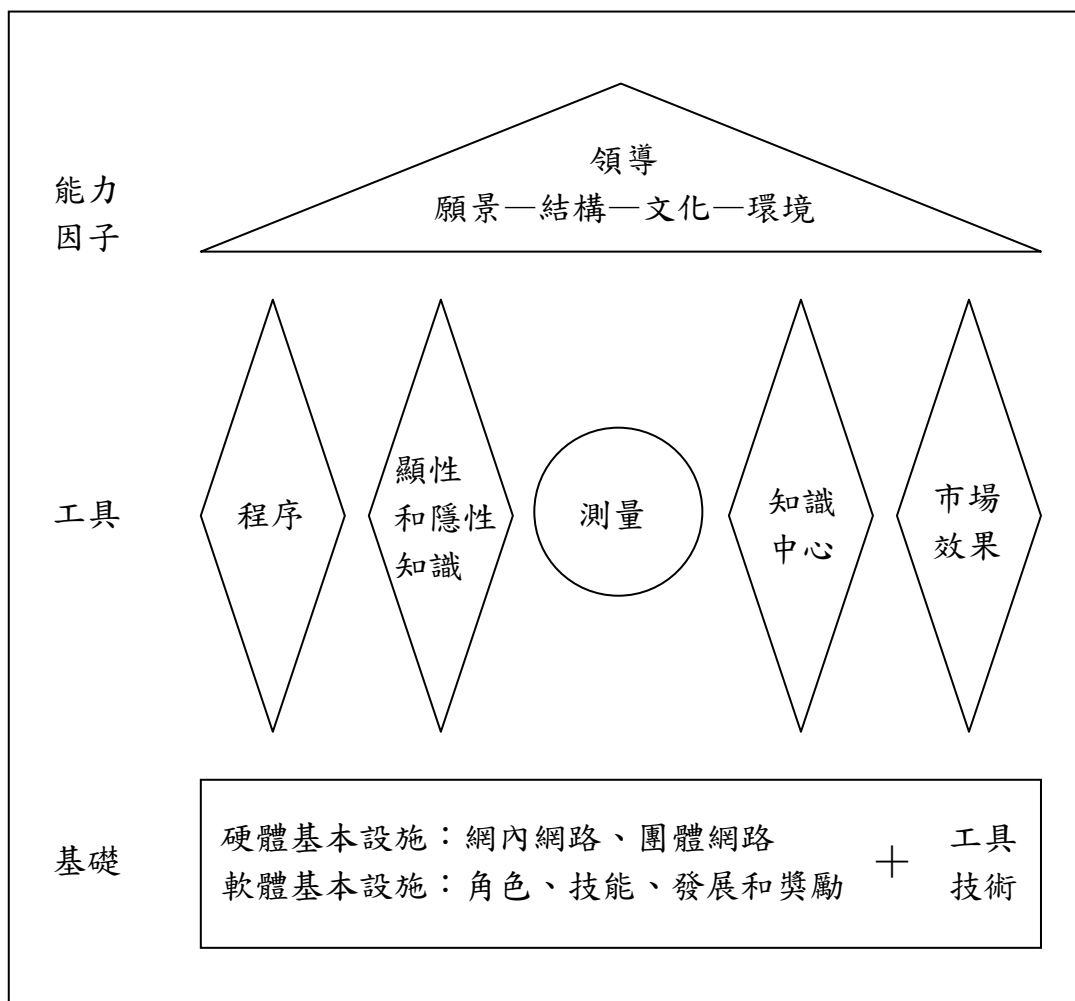 能力
因子
領導
願景—結構—文化—環境
工具
程序
顯性
和隱性
知識
測量
知識
中心
市場
效果
基礎
硬體基本設施：網內網路、團體網路
軟體基本設施：角色、技能、發展和獎勵
＋
工具
技術